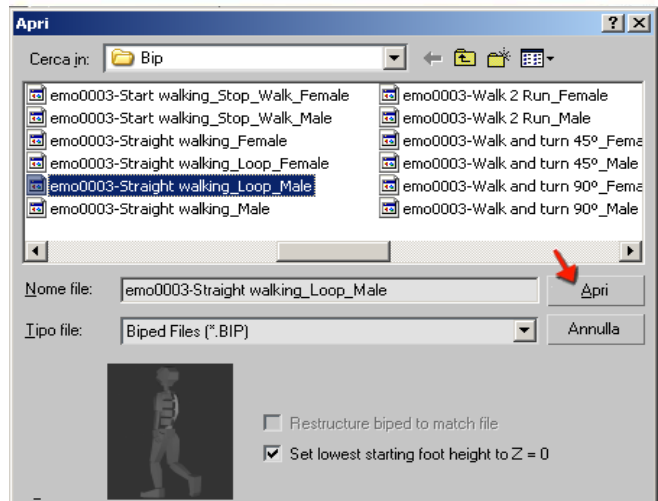 Apri
Cerca in: Bip
emo0003-Start walking_Stop_Walk_Female
emo0003-Start walking_Stop_Walk_Male
emo0003-Straight walking_Female
emo0003-Straight walking_Loop_Female
emo0003-Straight walking_Loop_Male
emo0003-Straight walking_Male
emo0003-Walk 2 Run_Female
emo0003-Walk 2 Run_Male
emo0003-Walk and turn 45º_Fema
emo0003-Walk and turn 45º_Male
emo0003-Walk and turn 90º_Fema
emo0003-Walk and turn 90º_Male
Nome file: emo0003-Straight walking_Loop_Male Apri
Tipo file: Biped Files (*.BIP) Annulla
Restructure biped to match file
Set lowest starting foot height to Z = 0